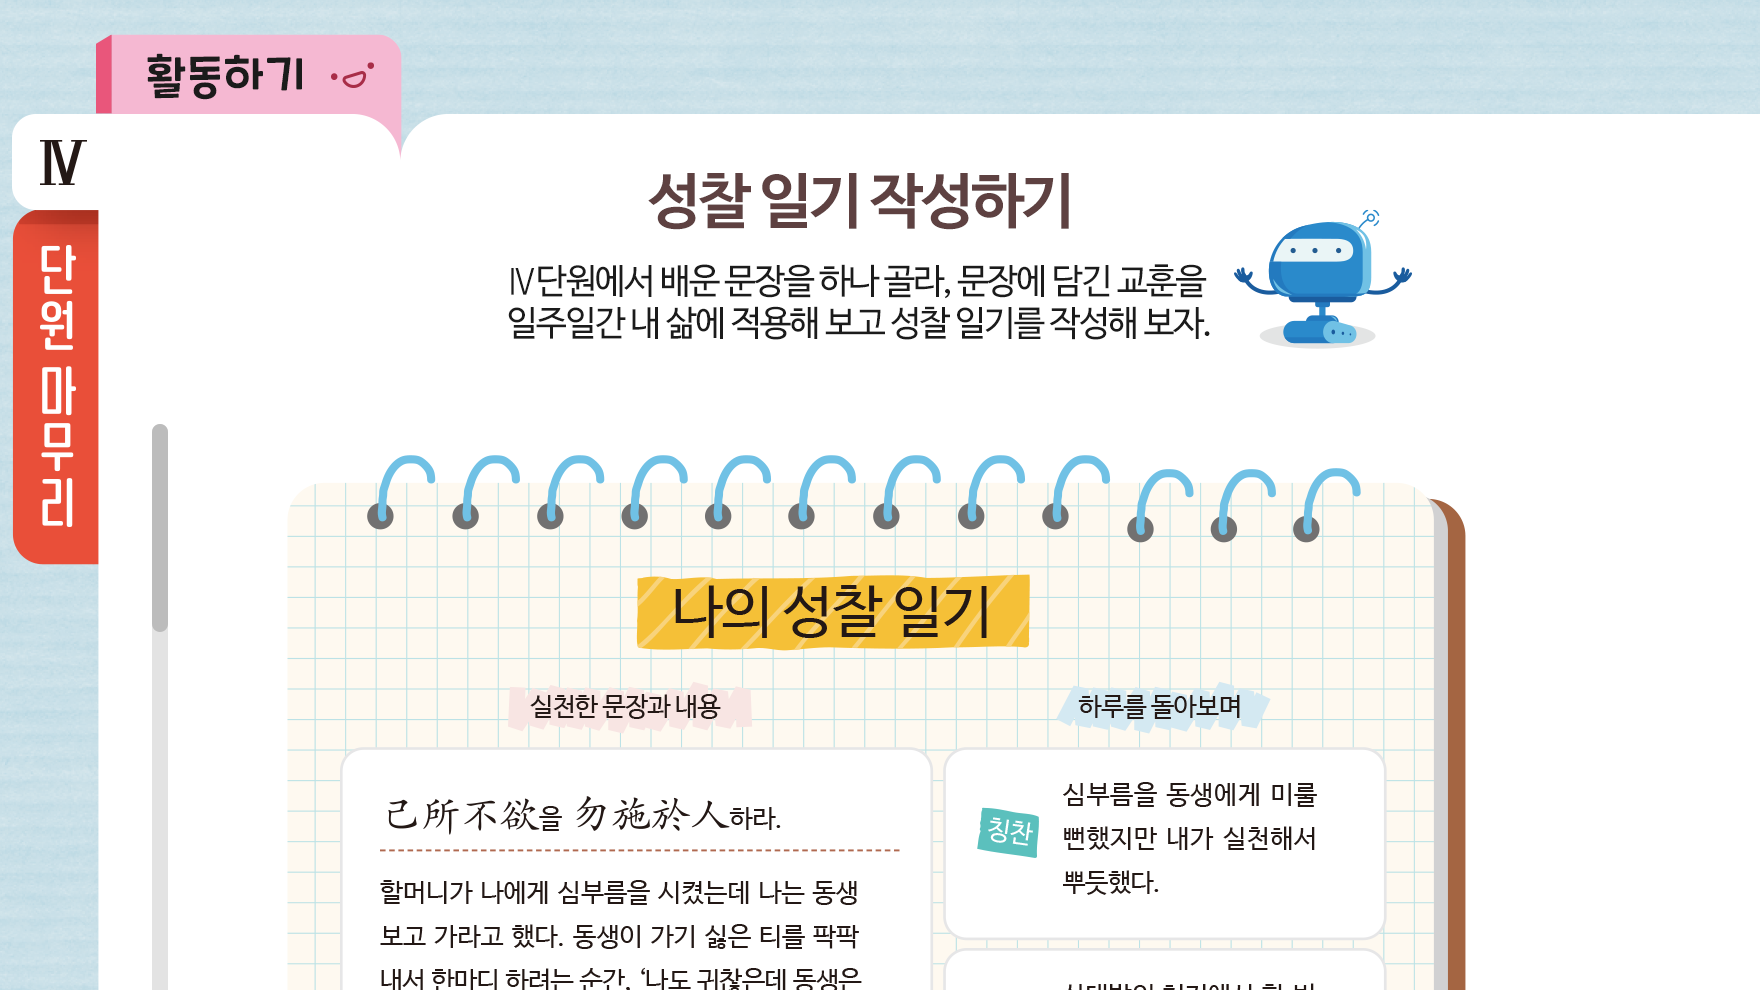 활동하기
Ⅳ
단원 마무리
성찰 일기 작성하기
Ⅳ단원에서 배운 문장을 하나 골라, 문장에 담긴 교훈을
일주일간 내 삶에 적용해 보고 성찰 일기를 작성해 보자.
나의 성찰 일기
실천한 문장과 내용
己所不欲을 勿施於人하라.
할머니가 나에게 심부름을 시켰는데 나는 동생
보고 가라고 했다. 동생이 가기 싫은 티를 팍팍
내서 한마디 하려는 순간, ‘나도 귀찮은데 동생은
하루를 돌아보며
칭찬
심부름을 동생에게 미룰
뻔했지만 내가 실천해서
뿌듯했다.